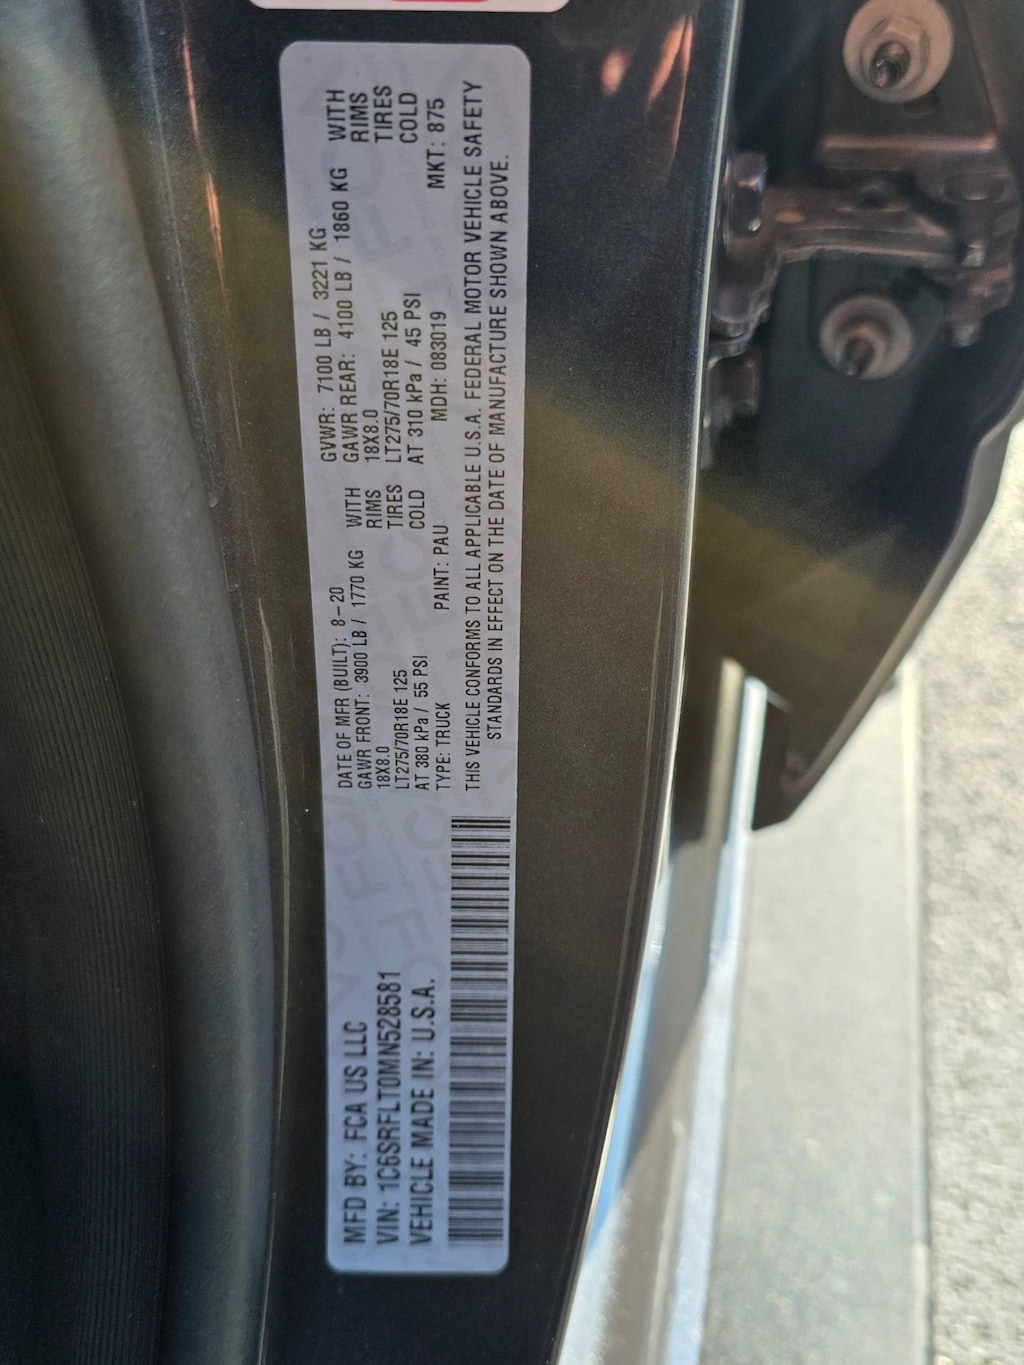 MFD BY: FCA US LLC
VIN: 1C6SRFLT0MN528581
VEHICLE MADE IN: U.S.A.
DATE OF MFR (BUILT): 8-20 GVWR: 7100 LB / 3221 KG
GAWR FRONT: 3900 LB / 1770 KG WITH GAWR REAR: 4100 LB / 1860 KG WITH
18X8.0 RIMS 18X8.0 RIMS
LT275/70R18E 125 TIRES LT275/70R18E 125 TIRES
AT 380 kPa / 55 PSI COLD AT 310 kPa / 45 PSI COLD
TYPE: TRUCK PAINT: PAU MDH: 083019 MKT: 875
THIS VEHICLE CONFORMS TO ALL APPLICABLE U.S.A. FEDERAL MOTOR VEHICLE SAFETY
STANDARDS IN EFFECT ON THE DATE OF MANUFACTURE SHOWN ABOVE.